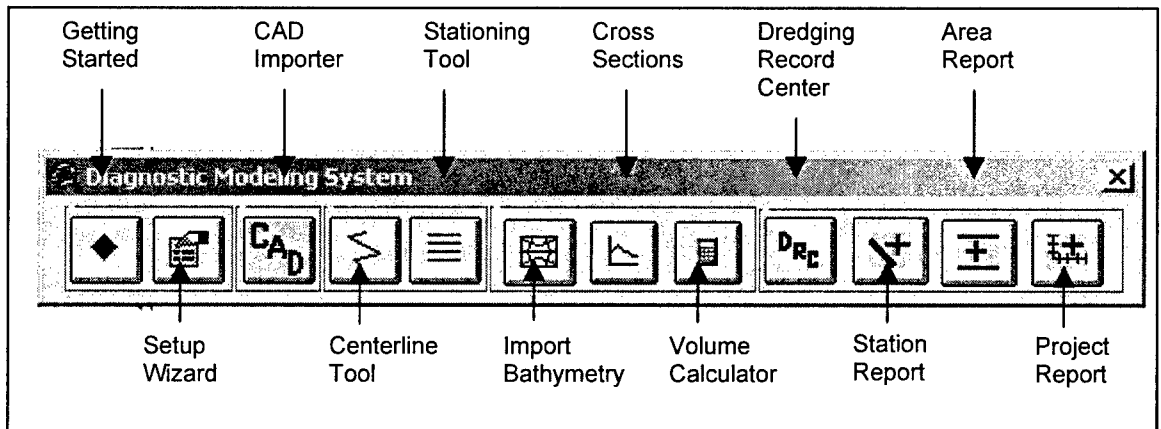 Getting
Started
CAD
Importer
Stationing
Tool
Cross
Sections
Dredging
Record
Center
Area
Report
Diagnostic Modeling System
CAD
DRC
Setup
Wizard
Centerline
Tool
Import
Bathymetry
Volume
Calculator
Station
Report
Project
Report